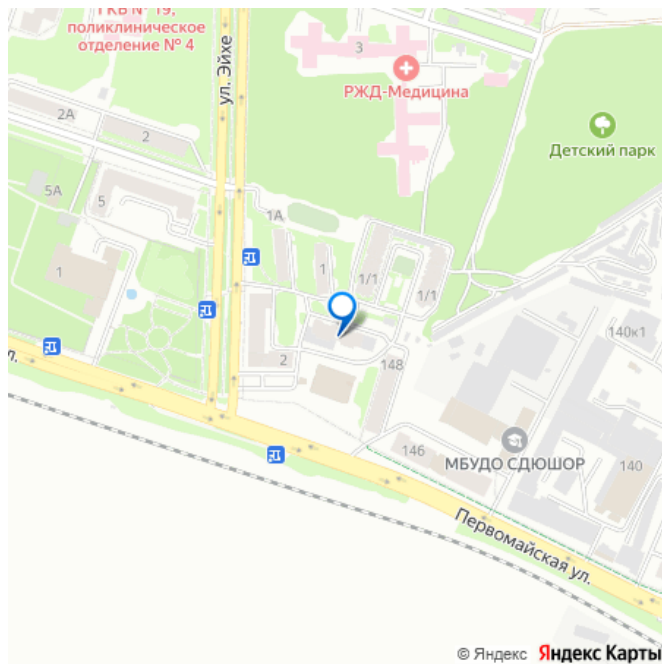 ГКБ № 19,
поликлиническое
отделение № 4
ул. Эйхе
3
РЖД-Медицина
2А
2
Детский парк
5А
5
1А
1
1
1/1
1/1
2
148
140к1
л.
146
МБУДО СДЮШОР
140
Первомайская ул.
© Яндекс Яндекс Карты